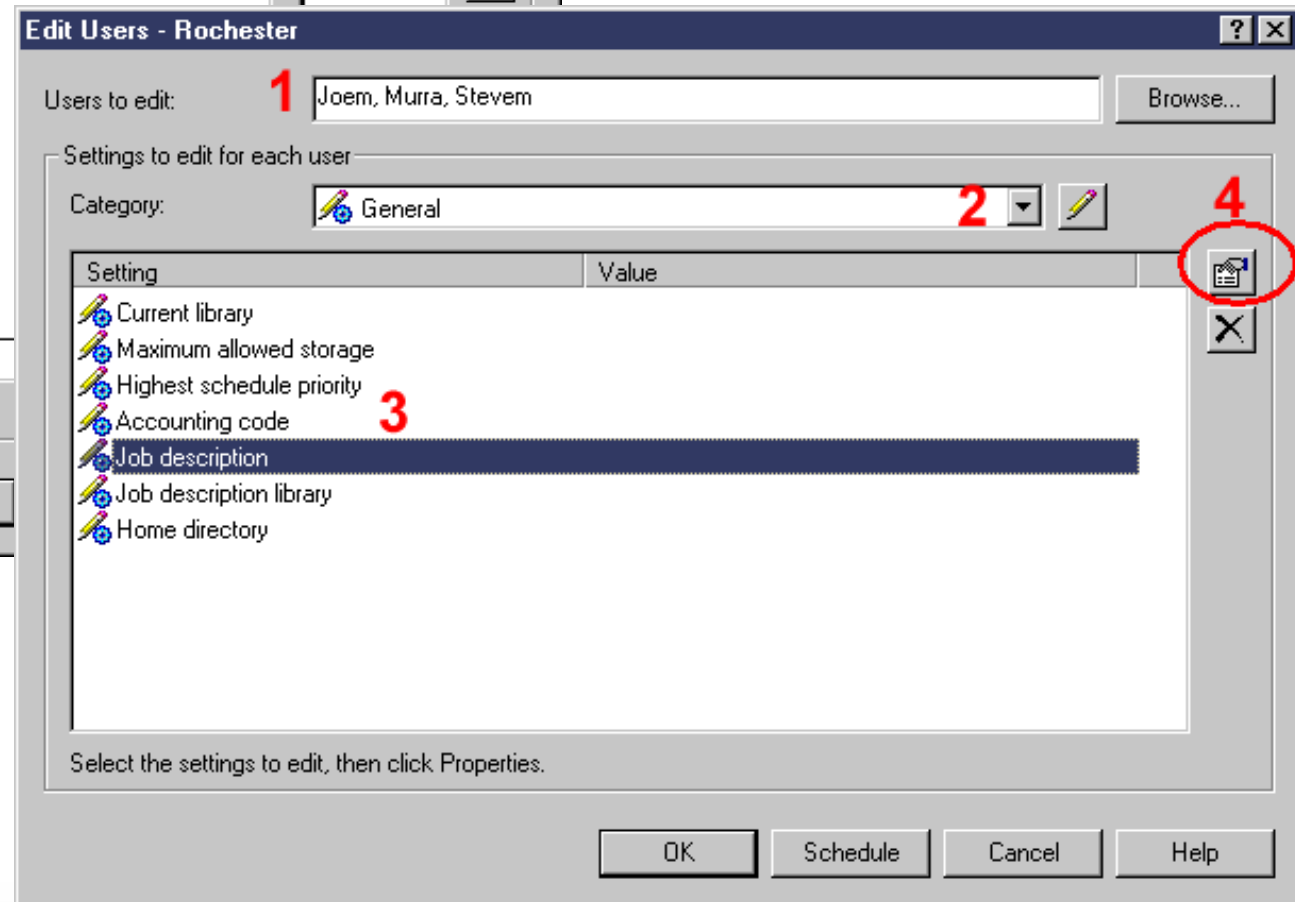 Edit Users - Rochester
Users to edit: 1 Joem, Murra, Stevem Browse...
Settings to edit for each user
Category: General 2 4
Setting Value
Current library
Maximum allowed storage
Highest schedule priority
Accounting code 3
Job description
Job description library
Home directory
Select the settings to edit, then click Properties.
OK Schedule Cancel Help